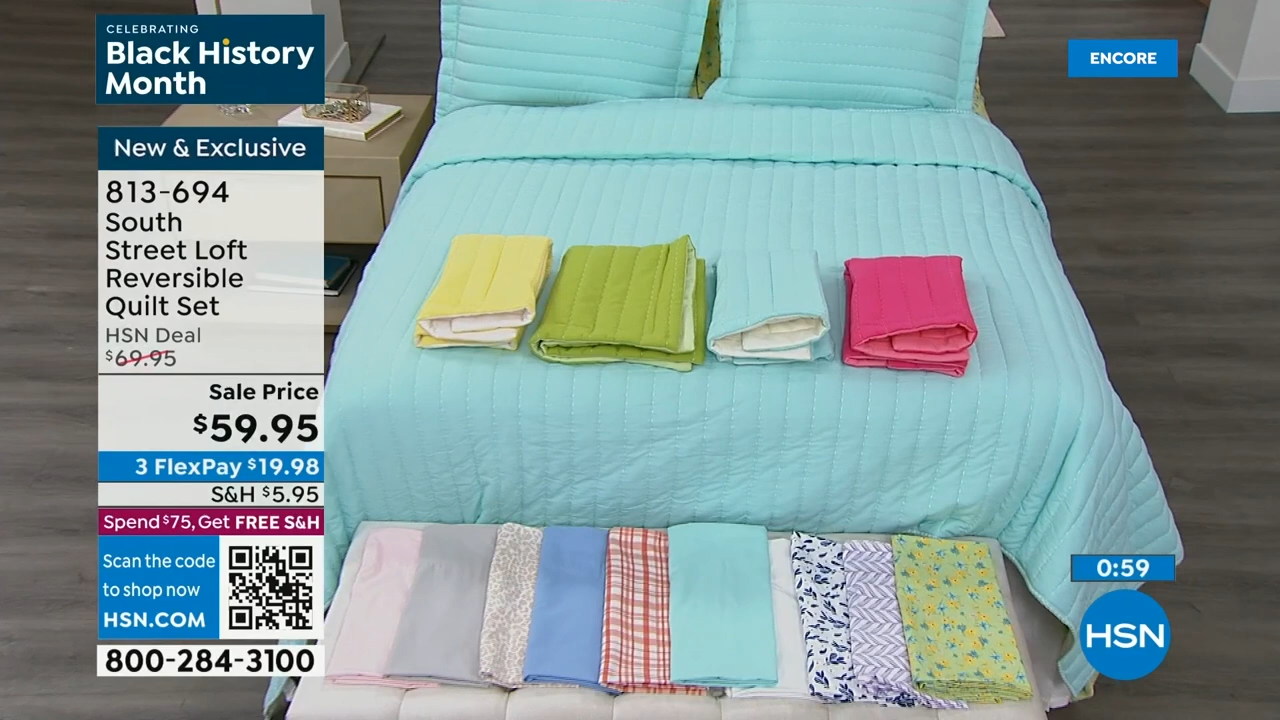 CELEBRATING
Black History
Month
New & Exclusive
813-694
South
Street Loft
Reversible
Quilt Set
HSN Deal
$69.95
Sale Price
$59.95
3 FlexPay $19.98
S&H $5.95
Spend $75, Get FREE S&H
Scan the code
to shop now
HSN.COM
800-284-3100
ENCORE
0:59
HSN